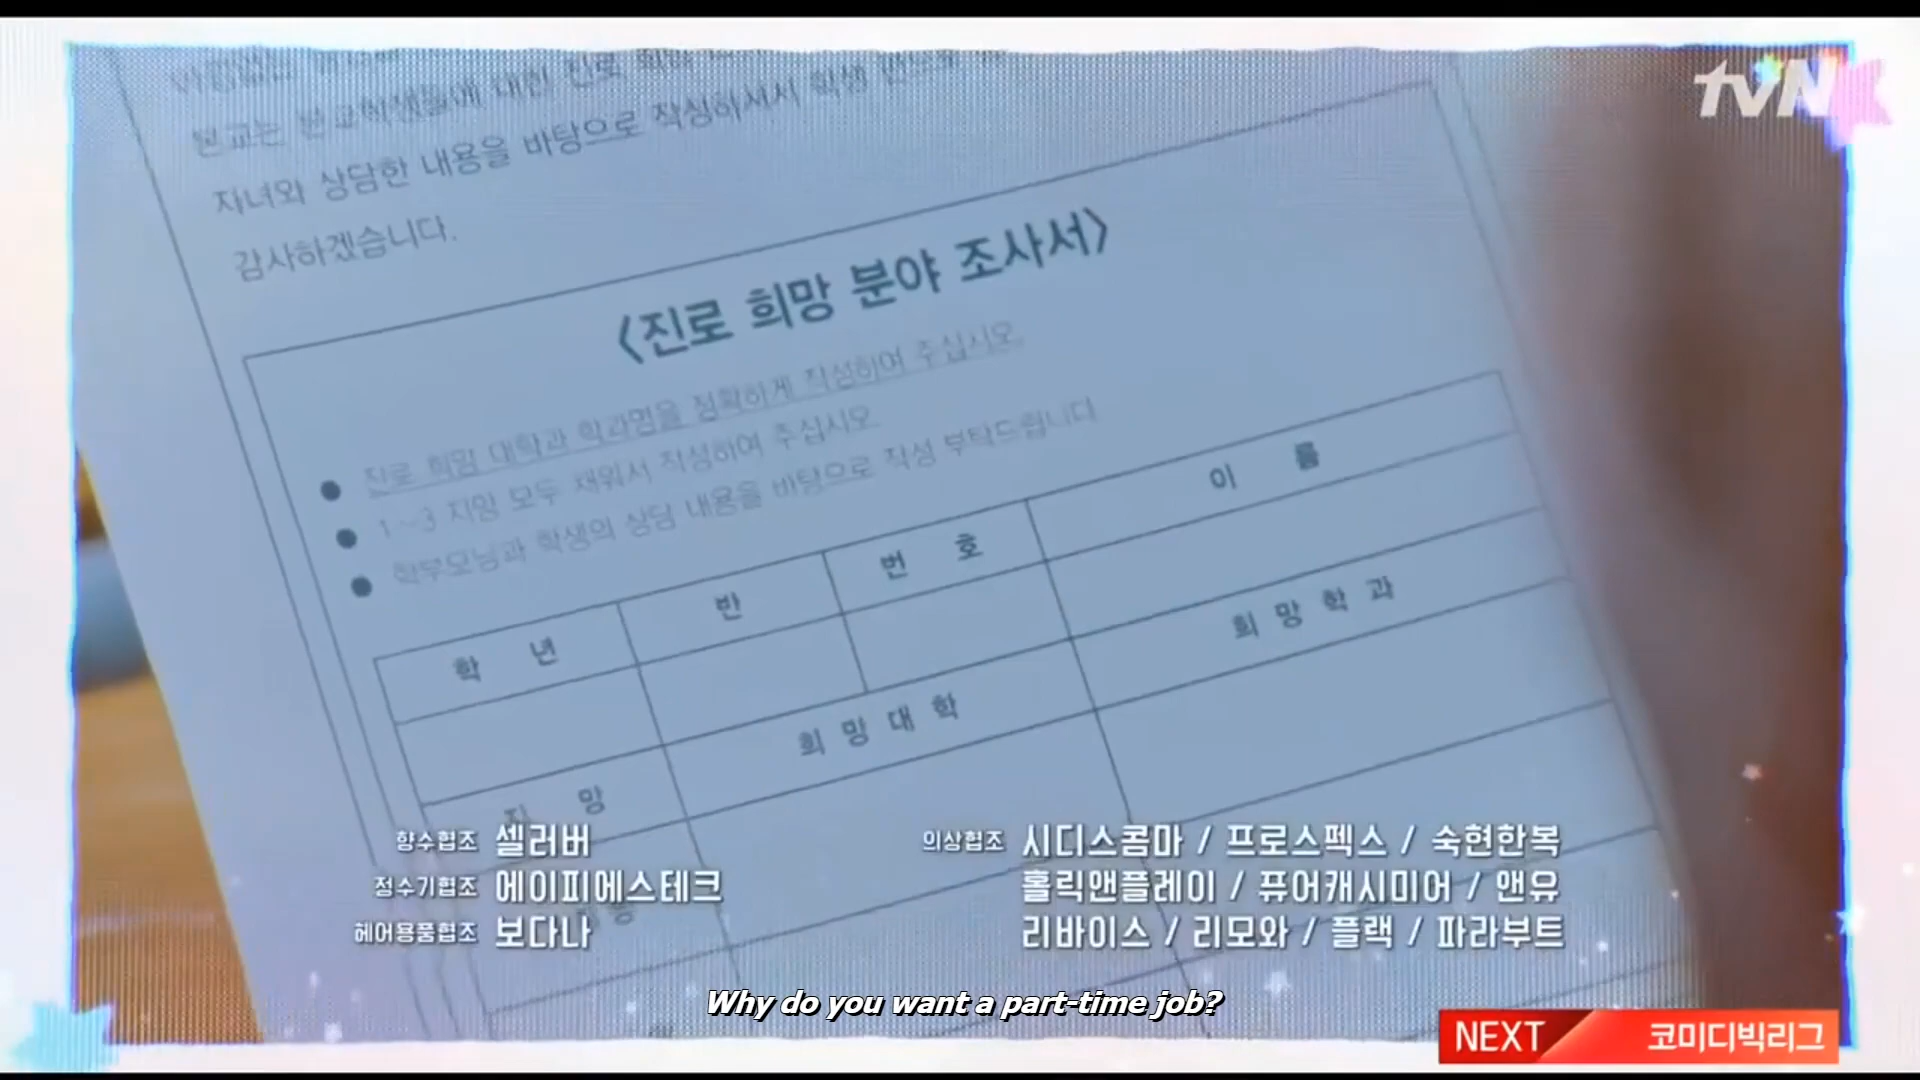 tvN
본교는 본교학생들에 대한 진로 희망
자녀와 상담한 내용을 바탕으로 작성하셔서 학생 편으로
감사하겠습니다.
<진로 희망 분야 조사서>
● 진로 희망 대학과 학과명을 정확하게 작성하여 주십시오.
● 1~3 지망 모두 채워서 작성하여 주십시오.
● 학부모님과 학생의 상담 내용을 바탕으로 작성 부탁드립니다
학 년 반 번 호 이 름
지 망 희 망 대 학 희 망 학 과
향수협조 셀러버
정수기협조 에이피에스테크
헤어용품협조 보다나
의상협조 시디스콤마 / 프로스펙스 / 숙현한복
홀릭앤플레이 / 퓨어캐시미어 / 앤유
리바이스 / 리모와 / 플랙 / 파라부트
Why do you want a part-time job?
NEXT 코미디빅리그